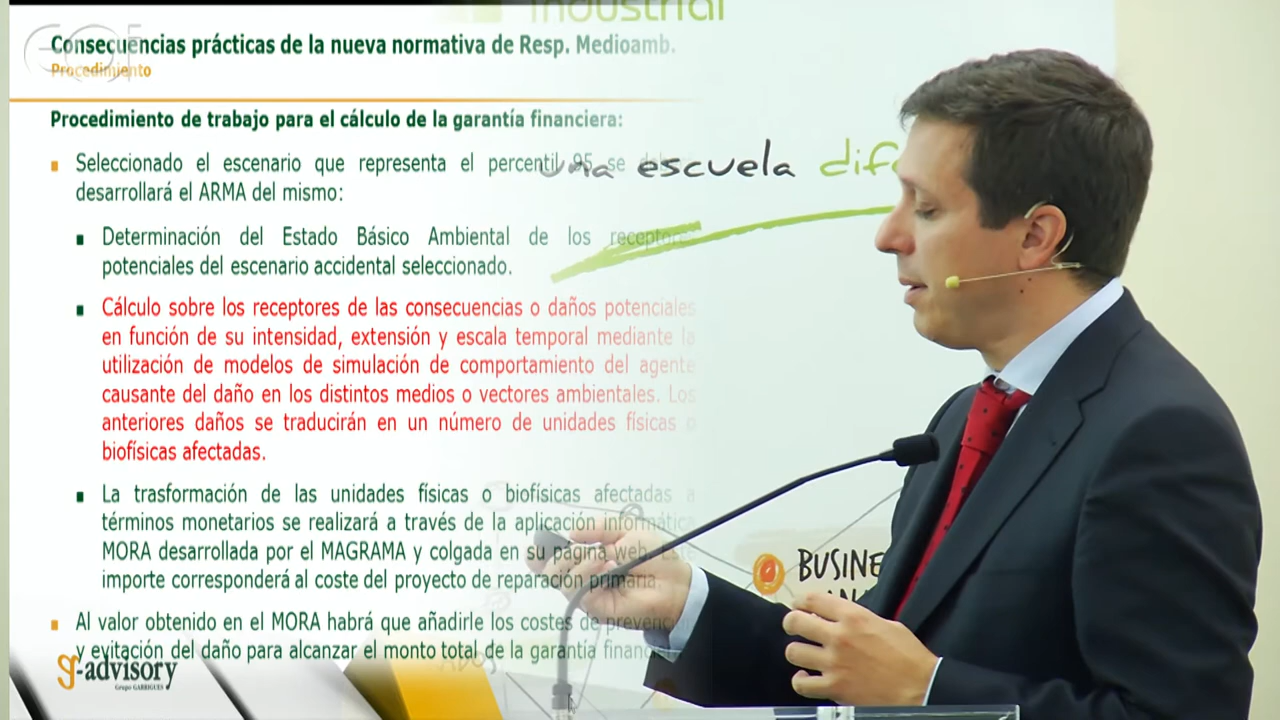 industrial
EOI
Consecuencias prácticas de la nueva normativa de Resp. Medioamb.
Procedimiento
Procedimiento de trabajo para el cálculo de la garantía financiera:
Seleccionado el escenario que representa el percentil 95 se
desarrollará el ARMA del mismo:
Determinación del Estado Básico Ambiental de los receptores
potenciales del escenario accidental seleccionado.
Cálculo sobre los receptores de las consecuencias o daños potenciales
en función de su intensidad, extensión y escala temporal mediante la
utilización de modelos de simulación de comportamiento del agente
causante del daño en los distintos medios o vectores ambientales. Los
anteriores daños se traducirán en un número de unidades físicas o
biofísicas afectadas.
La trasformación de las unidades físicas o biofísicas afectadas a
términos monetarios se realizará a través de la aplicación informática
MORA desarrollada por el MAGRAMA y colgada en su página web. Este
importe corresponderá al coste del proyecto de reparación primaria.
Al valor obtenido en el MORA habrá que añadirle los costes de
y evitación del daño para alcanzar el monto total de la garantía
una escuela
BUSINE
g-advisory
Grupo GARRIGUES